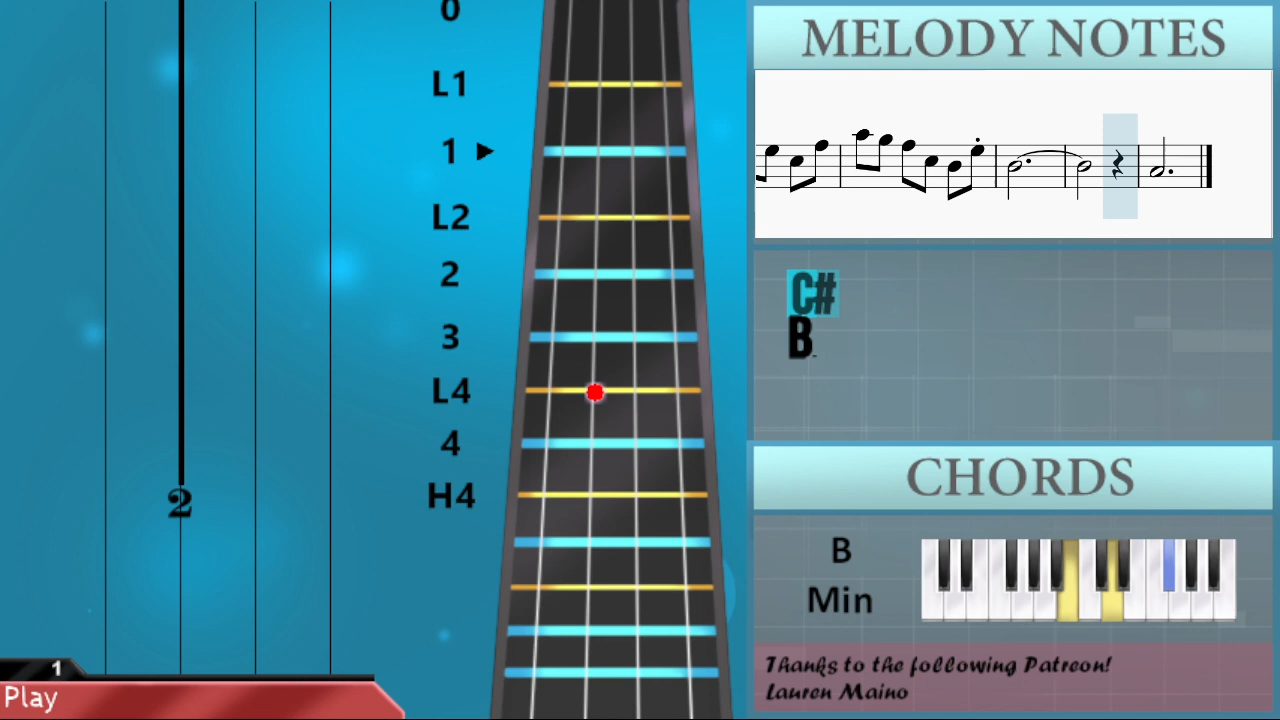 0
L1
1
L2
2
3
L4
4
H4
2
1
Play
MELODY NOTES
C#
B
CHORDS
B
Min
Thanks to the following Patreon!
Lauren Maino